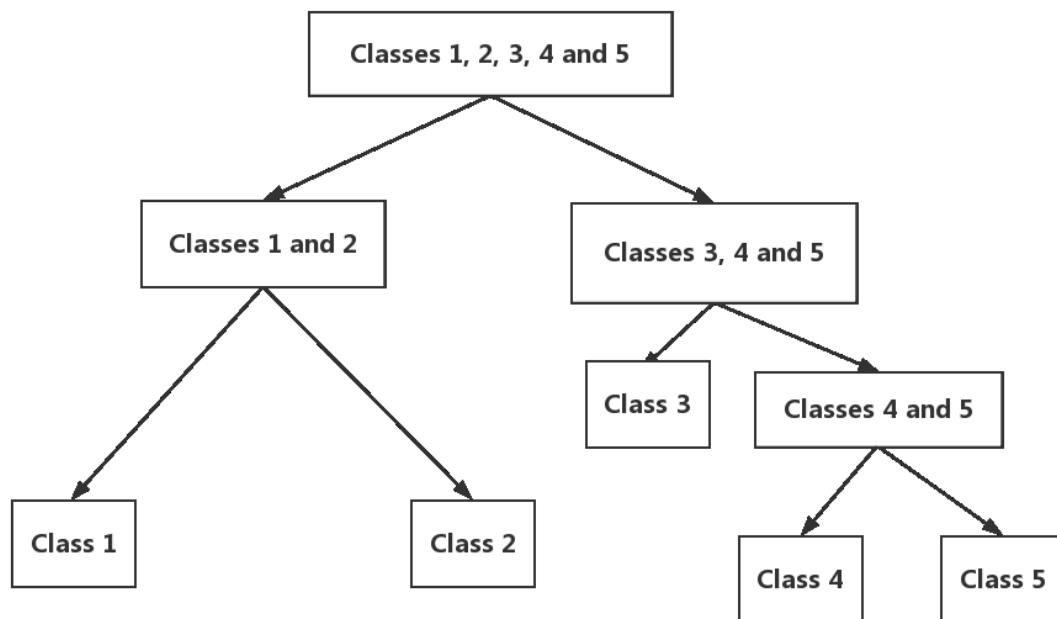 Classes 1, 2, 3, 4 and 5
Classes 1 and 2
Classes 3, 4 and 5
Class 3
Classes 4 and 5
Class 1
Class 2
Class 4
Class 5